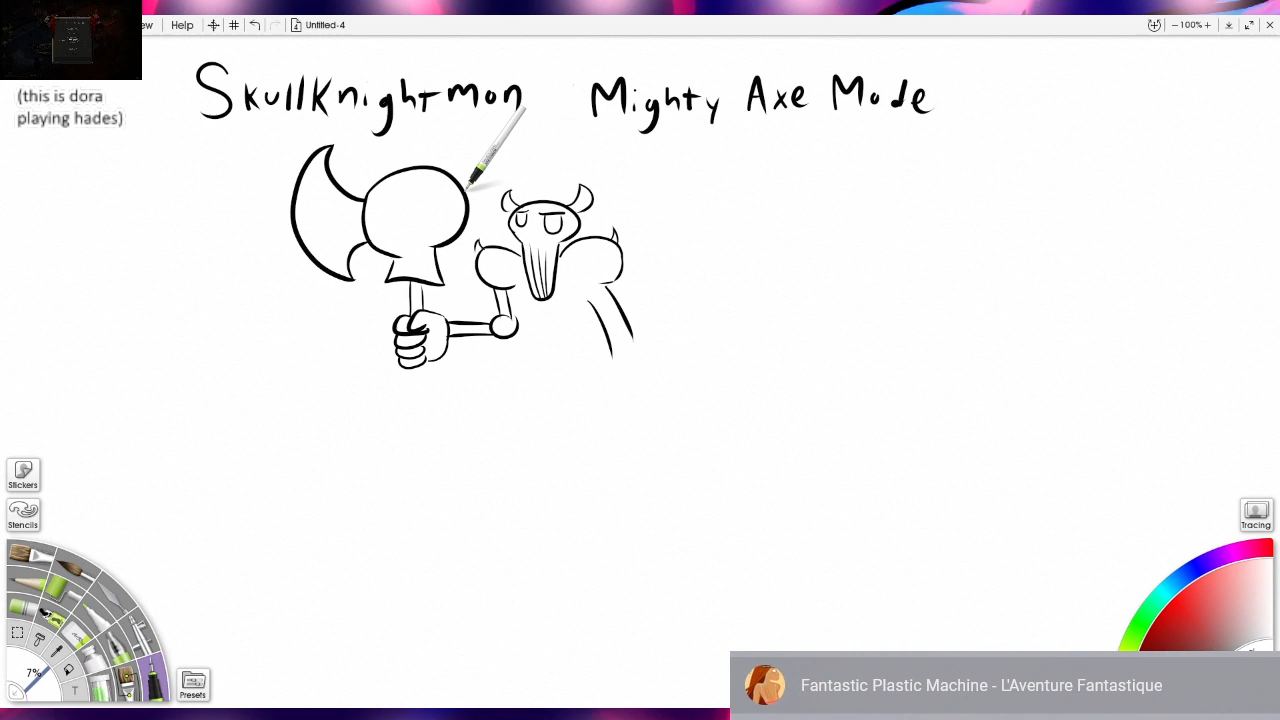 ew Help Untitled-4 100%
(this is dora
playing hades)
SkullKnightmon Mighty Axe Mode
Stickers
Stencils
Tracing
7%
T
Presets
Fantastic Plastic Machine - L'Aventure Fantastique